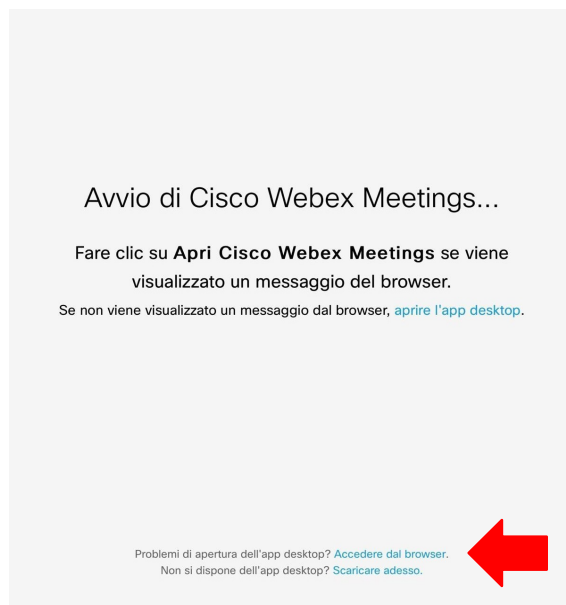 Avvio di Cisco Webex Meetings...
Fare clic su Apri Cisco Webex Meetings se viene
visualizzato un messaggio del browser.
Se non viene visualizzato un messaggio dal browser, aprire l'app desktop.
Problemi di apertura dell'app desktop? Accedere dal browser.
Non si dispone dell'app desktop? Scaricare adesso.